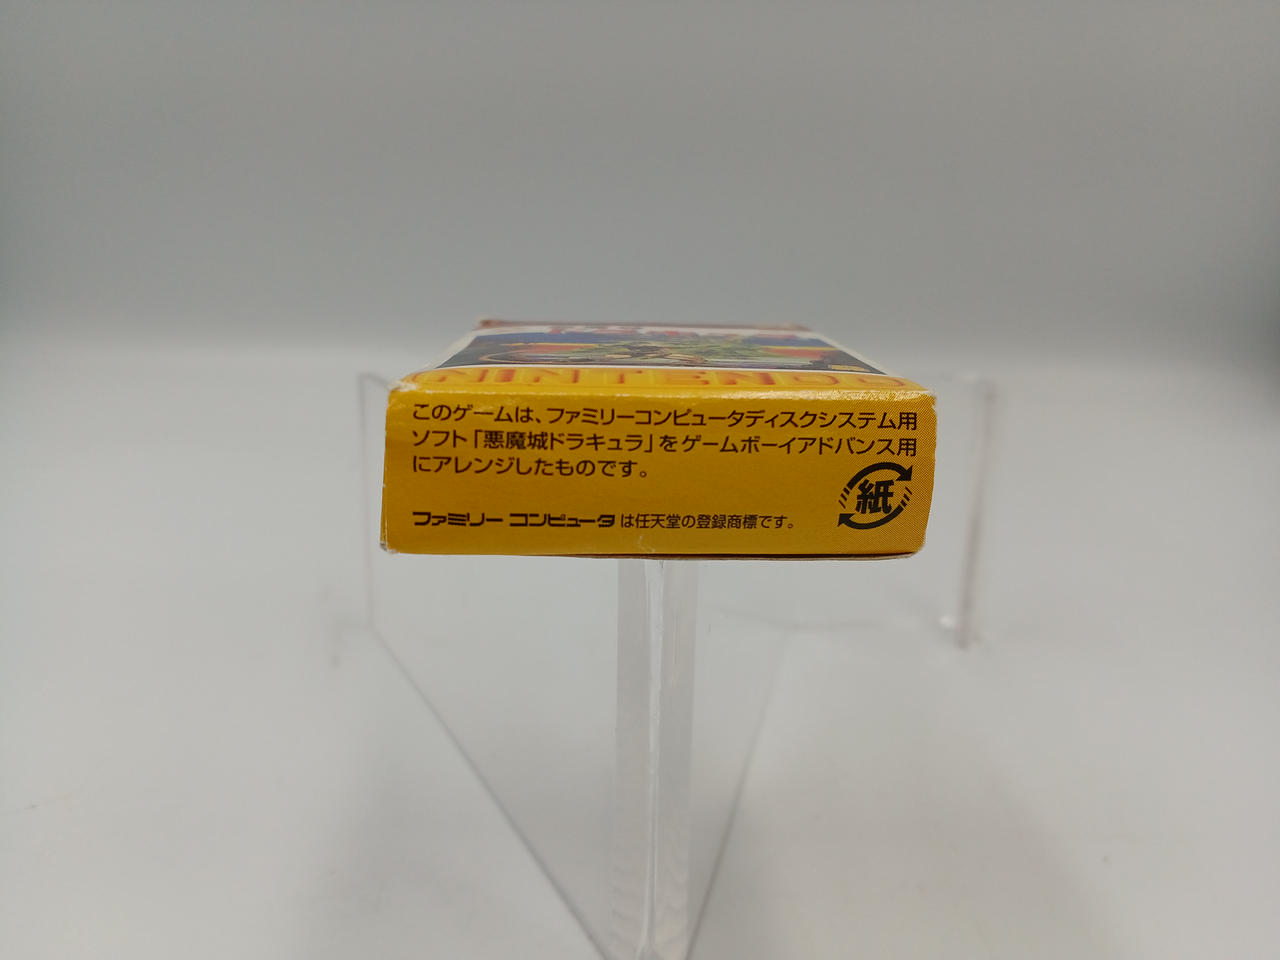 NINTENDO
このゲームは、ファミリーコンピュータディスクシステム用
ソフト「悪魔城ドラキュラ」をゲームボーイアドバンス用
にアレンジしたものです。
紙
ファミリー コンピュータ は任天堂の登録商標です。